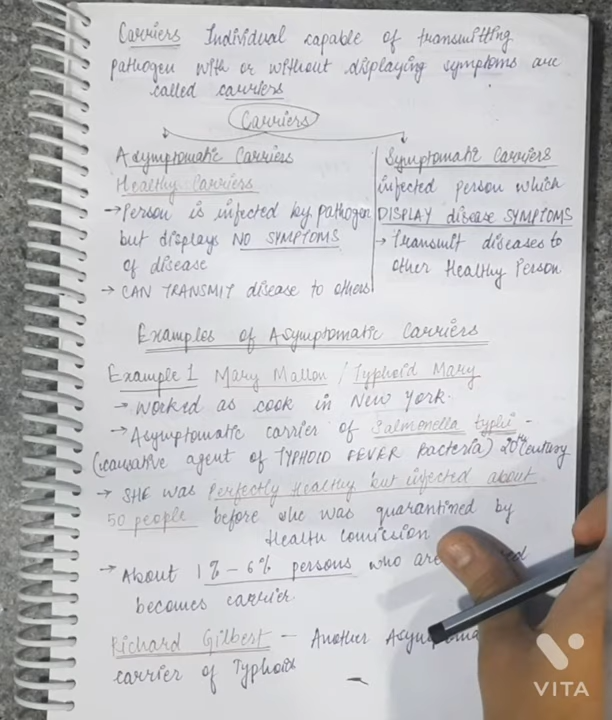 Carriers Individual capable of transmitting
pathogen with or without displaying symptoms are
called carriers
Carriers
Asymptomatic Carriers
Healthy Carriers
→ Person is infected by pathogen
but displays NO SYMPTOMS
of disease
→ CAN TRANSMIT disease to others
Symptomatic Carriers
infected person which
DISPLAY disease SYMPTOMS
→ Transmit diseases to
other Healthy Person
Examples of Asymptomatic Carriers
Example 1 Mary Mallon / Typhoid Mary
→ Worked as cook in New York.
→ Asymptomatic carrier of Salmonella typhi -
(causative agent of TYPHOID FEVER Bacteria) 20th Century
→ SHE was Perfectly Healthy but infected about
50 people before she was quarantined by
Health comission
→ About 1% - 6% persons who are
becomes carrier
Richard Gilbert - Another
carrier of Typhoid
VITA